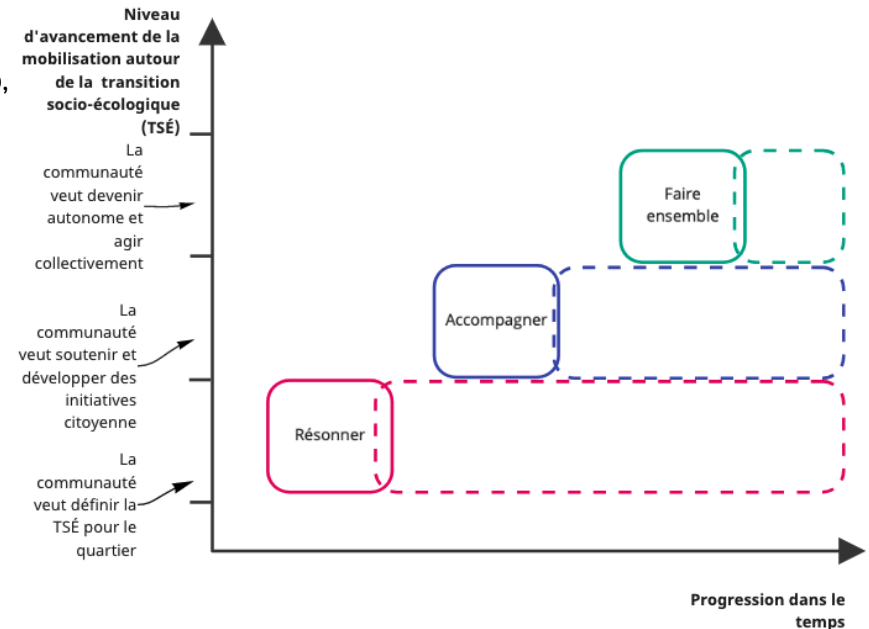 Niveau
d'avancement de la
mobilisation autour
de la transition
socio-écologique
(TSÉ)
La
communauté
veut devenir
autonome et
agir
collectivement
Faire
ensemble
La
communauté
veut soutenir et
développer des
initiatives
citoyenne
Accompagner
La
communauté
veut définir la
TSÉ pour le
quartier
Résonner
Progression dans le
temps